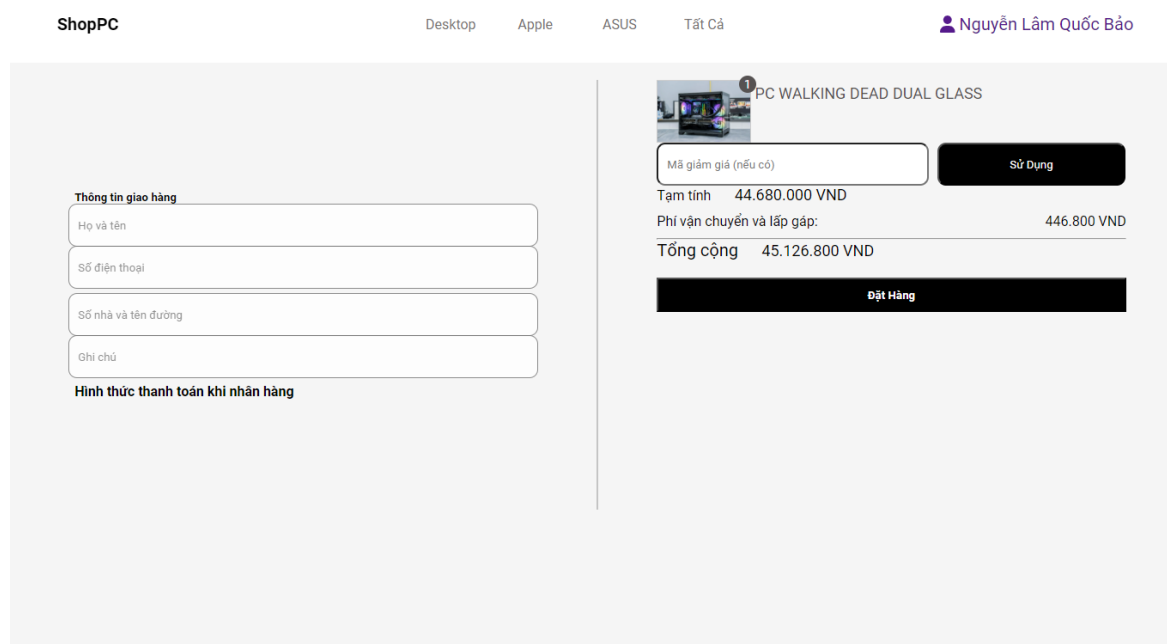 ShopPC
Desktop Apple ASUS Tất Cả
Nguyễn Lâm Quốc Bảo
Thông tin giao hàng
Họ và tên
Số điện thoại
Số nhà và tên đường
Ghi chú
Hình thức thanh toán khi nhân hàng
1
PC WALKING DEAD DUAL GLASS
Mã giảm giá (nếu có)
Sử Dụng
Tạm tính 44.680.000 VND
Phí vận chuyển và lấp gáp: 446.800 VND
Tổng cộng 45.126.800 VND
Đặt Hàng